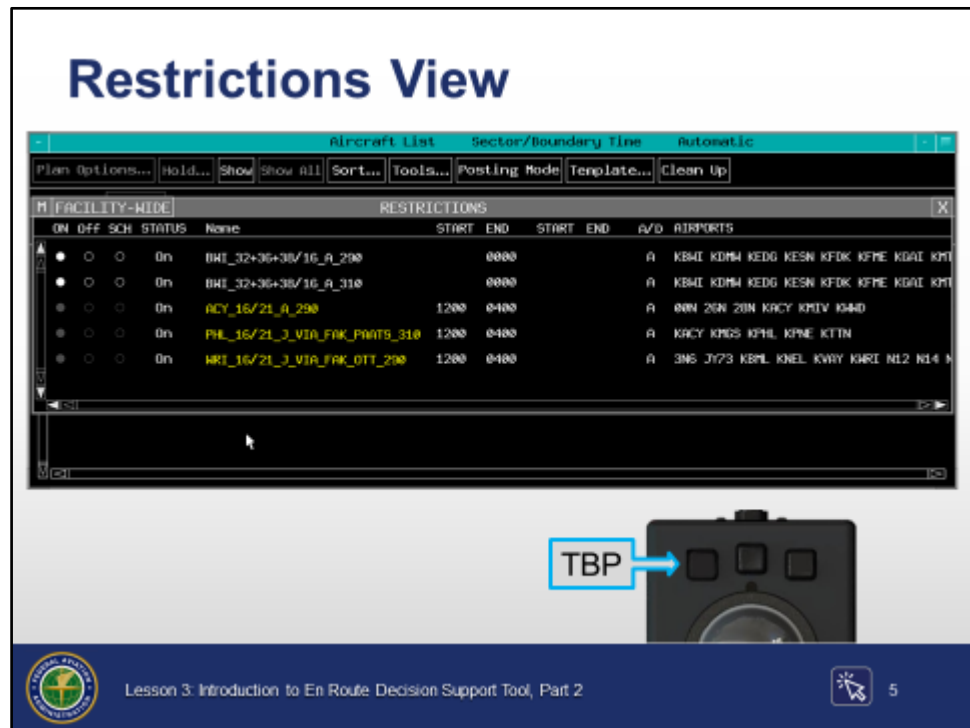 Restrictions View
Aircraft List Sector/Boundary Time Automatic
Plan Options... Hold... Show Show All Sort... Tools... Posting Mode Template... Clean Up
M FACILITY-WIDE RESTRICTIONS X
ON Off SCH STATUS Name START END START END A/D AIRPORTS
On BWI_32+36+38/16_A_290 0000 A KBWI KDMW KEDG KESN KFDK KFME KGAI KMT
On BWI_32+36+38/16_A_310 0000 A KBWI KDMW KEDG KESN KFDK KFME KGAI KMT
On ACY_16/21_A_290 1200 0400 A 00N 26N 28N KACY KMIV KWWD
On PHL_16/21_J_VIA_FAK_PAATS_310 1200 0400 A KACY KMGS KPHL KPNE KTTN
On WRI_16/21_J_VIA_FAK_OTT_290 1200 0400 A 3N6 JY73 KBML KNEL KVAY KWRI N12 N14 N
TBP
Lesson 3: Introduction to En Route Decision Support Tool, Part 2
5